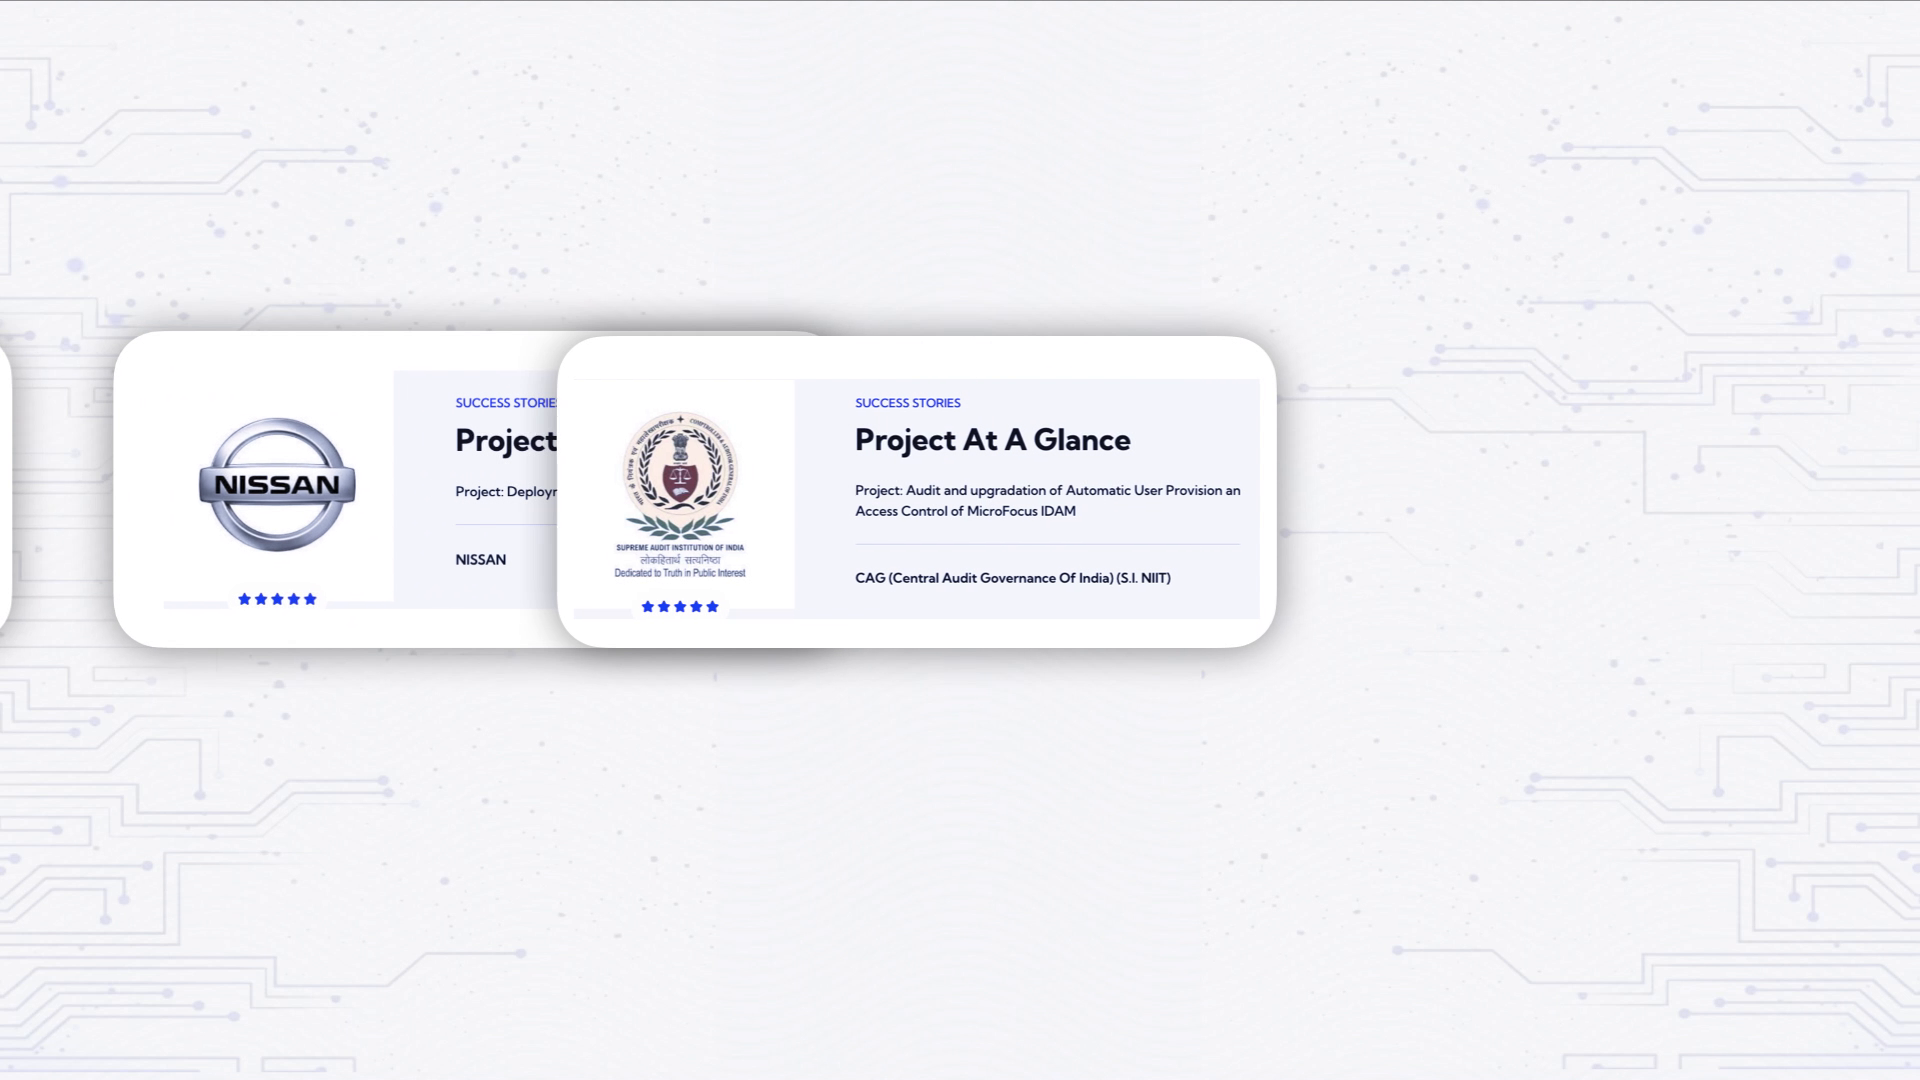 NISSAN
SUCCESS STORIE
Project
Project: Deploy
NISSAN
SUPREME AUDIT INSTITUTION OF INDIA
लोकहितार्थ सत्यनिष्ठा
Dedicated to Truth in Public Interest
SUCCESS STORIES
Project At A Glance
Project: Audit and upgradation of Automatic User Provision an
Access Control of MicroFocus IDAM
CAG (Central Audit Governance Of India) (S.I. NIIT)